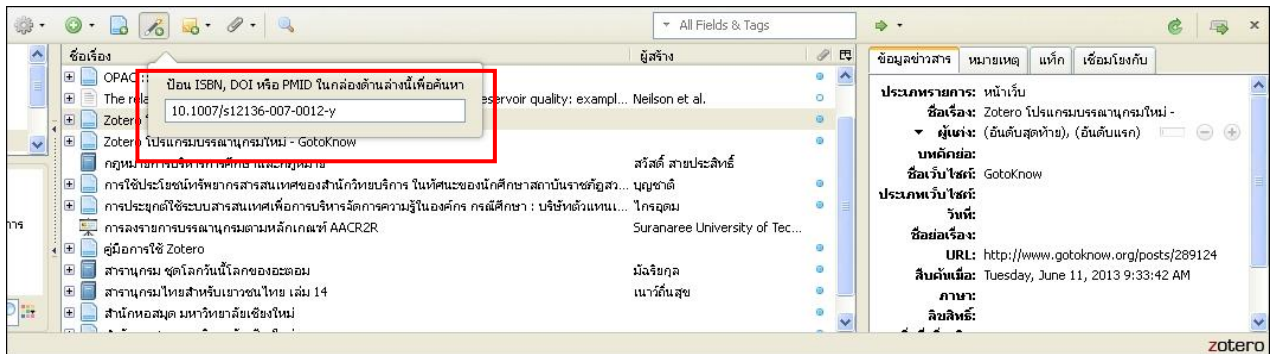 All Fields & Tags
ชื่อเรื่อง
ผู้สร้าง
OPAC
ป้อน ISBN, DOI หรือ PMID ในกล่องด้านล่างนี้เพื่อค้นหา
10.1007/s12136-007-0012-y
The rela
eservoir quality: exampl... Neilson et al.
Zotero
Zotero โปรแกรมบรรณานุกรมใหม่ - GotoKnow
กฎหมายการบริหารการศึกษาและกฎหมาย สวัสดิ์ สายประสิทธิ์
การใช้ประโยชน์ทรัพยากรสารสนเทศของสำนักวิทยบริการ ในทัศนะของนักศึกษาสถาบันราชภัฏสว... บุญชาติ
การประยุกต์ใช้ระบบสารสนเทศเพื่อการบริหารจัดการความรู้ในองค์กร กรณีศึกษา : บริษัทตัวแทนเ... ไกรอุดม
การลงรายการบรรณานุกรมตามหลักเกณฑ์ AACR2R Suranaree University of Tec...
คู่มือการใช้ Zotero
สารานุกรม ชุดโลกวันนี้โลกของอะตอม มัฉริยกุล
สารานุกรมไทยสำหรับเยาวชนไทย เล่ม 14 เนาว์ถิ่นสุข
สำนักหอสมุด มหาวิทยาลัยเชียงใหม่
การ
ข้อมูลข่าวสาร หมายเหตุ แท็ก เชื่อมโยงกับ
ประเภทรายการ: หน้าเว็บ
ชื่อเรื่อง: Zotero โปรแกรมบรรณานุกรมใหม่ -
ผู้แต่ง: (อันดับสุดท้าย), (อันดับแรก)
บทคัดย่อ:
ชื่อเว็บไซต์: GotoKnow
ประเภทเว็บไซต์:
วันที่:
ชื่อย่อเรื่อง:
URL: http://www.gotoknow.org/posts/289124
สืบค้นเมื่อ: Tuesday, June 11, 2013 9:33:42 AM
ภาษา:
ลิขสิทธิ์:
zotero